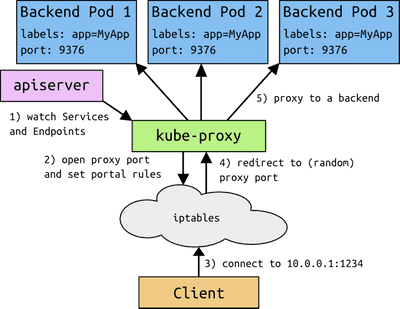 Backend Pod 1
labels: app=MyApp
port: 9376
Backend Pod 2
labels: app=MyApp
port: 9376
Backend Pod 3
labels: app=MyApp
port: 9376
apiserver
5) proxy to a backend
1) watch Services
and Endpoints
kube-proxy
2) open proxy port
and set portal rules
4) redirect to (random)
proxy port
iptables
3) connect to 10.0.0.1:1234
Client